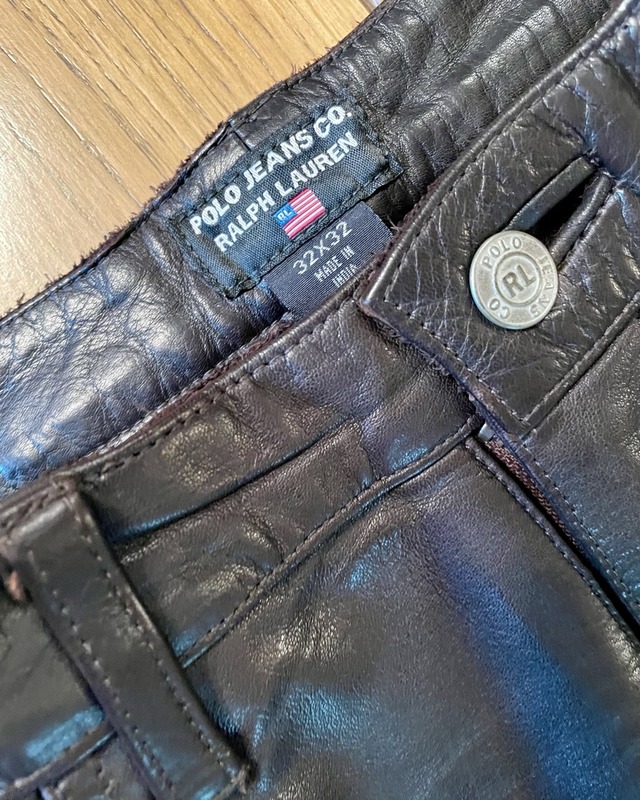 POLO JEANS CO.
RALPH LAUREN
RL
32X32
MADE IN
INDIA
POLO JEANS CO
RL